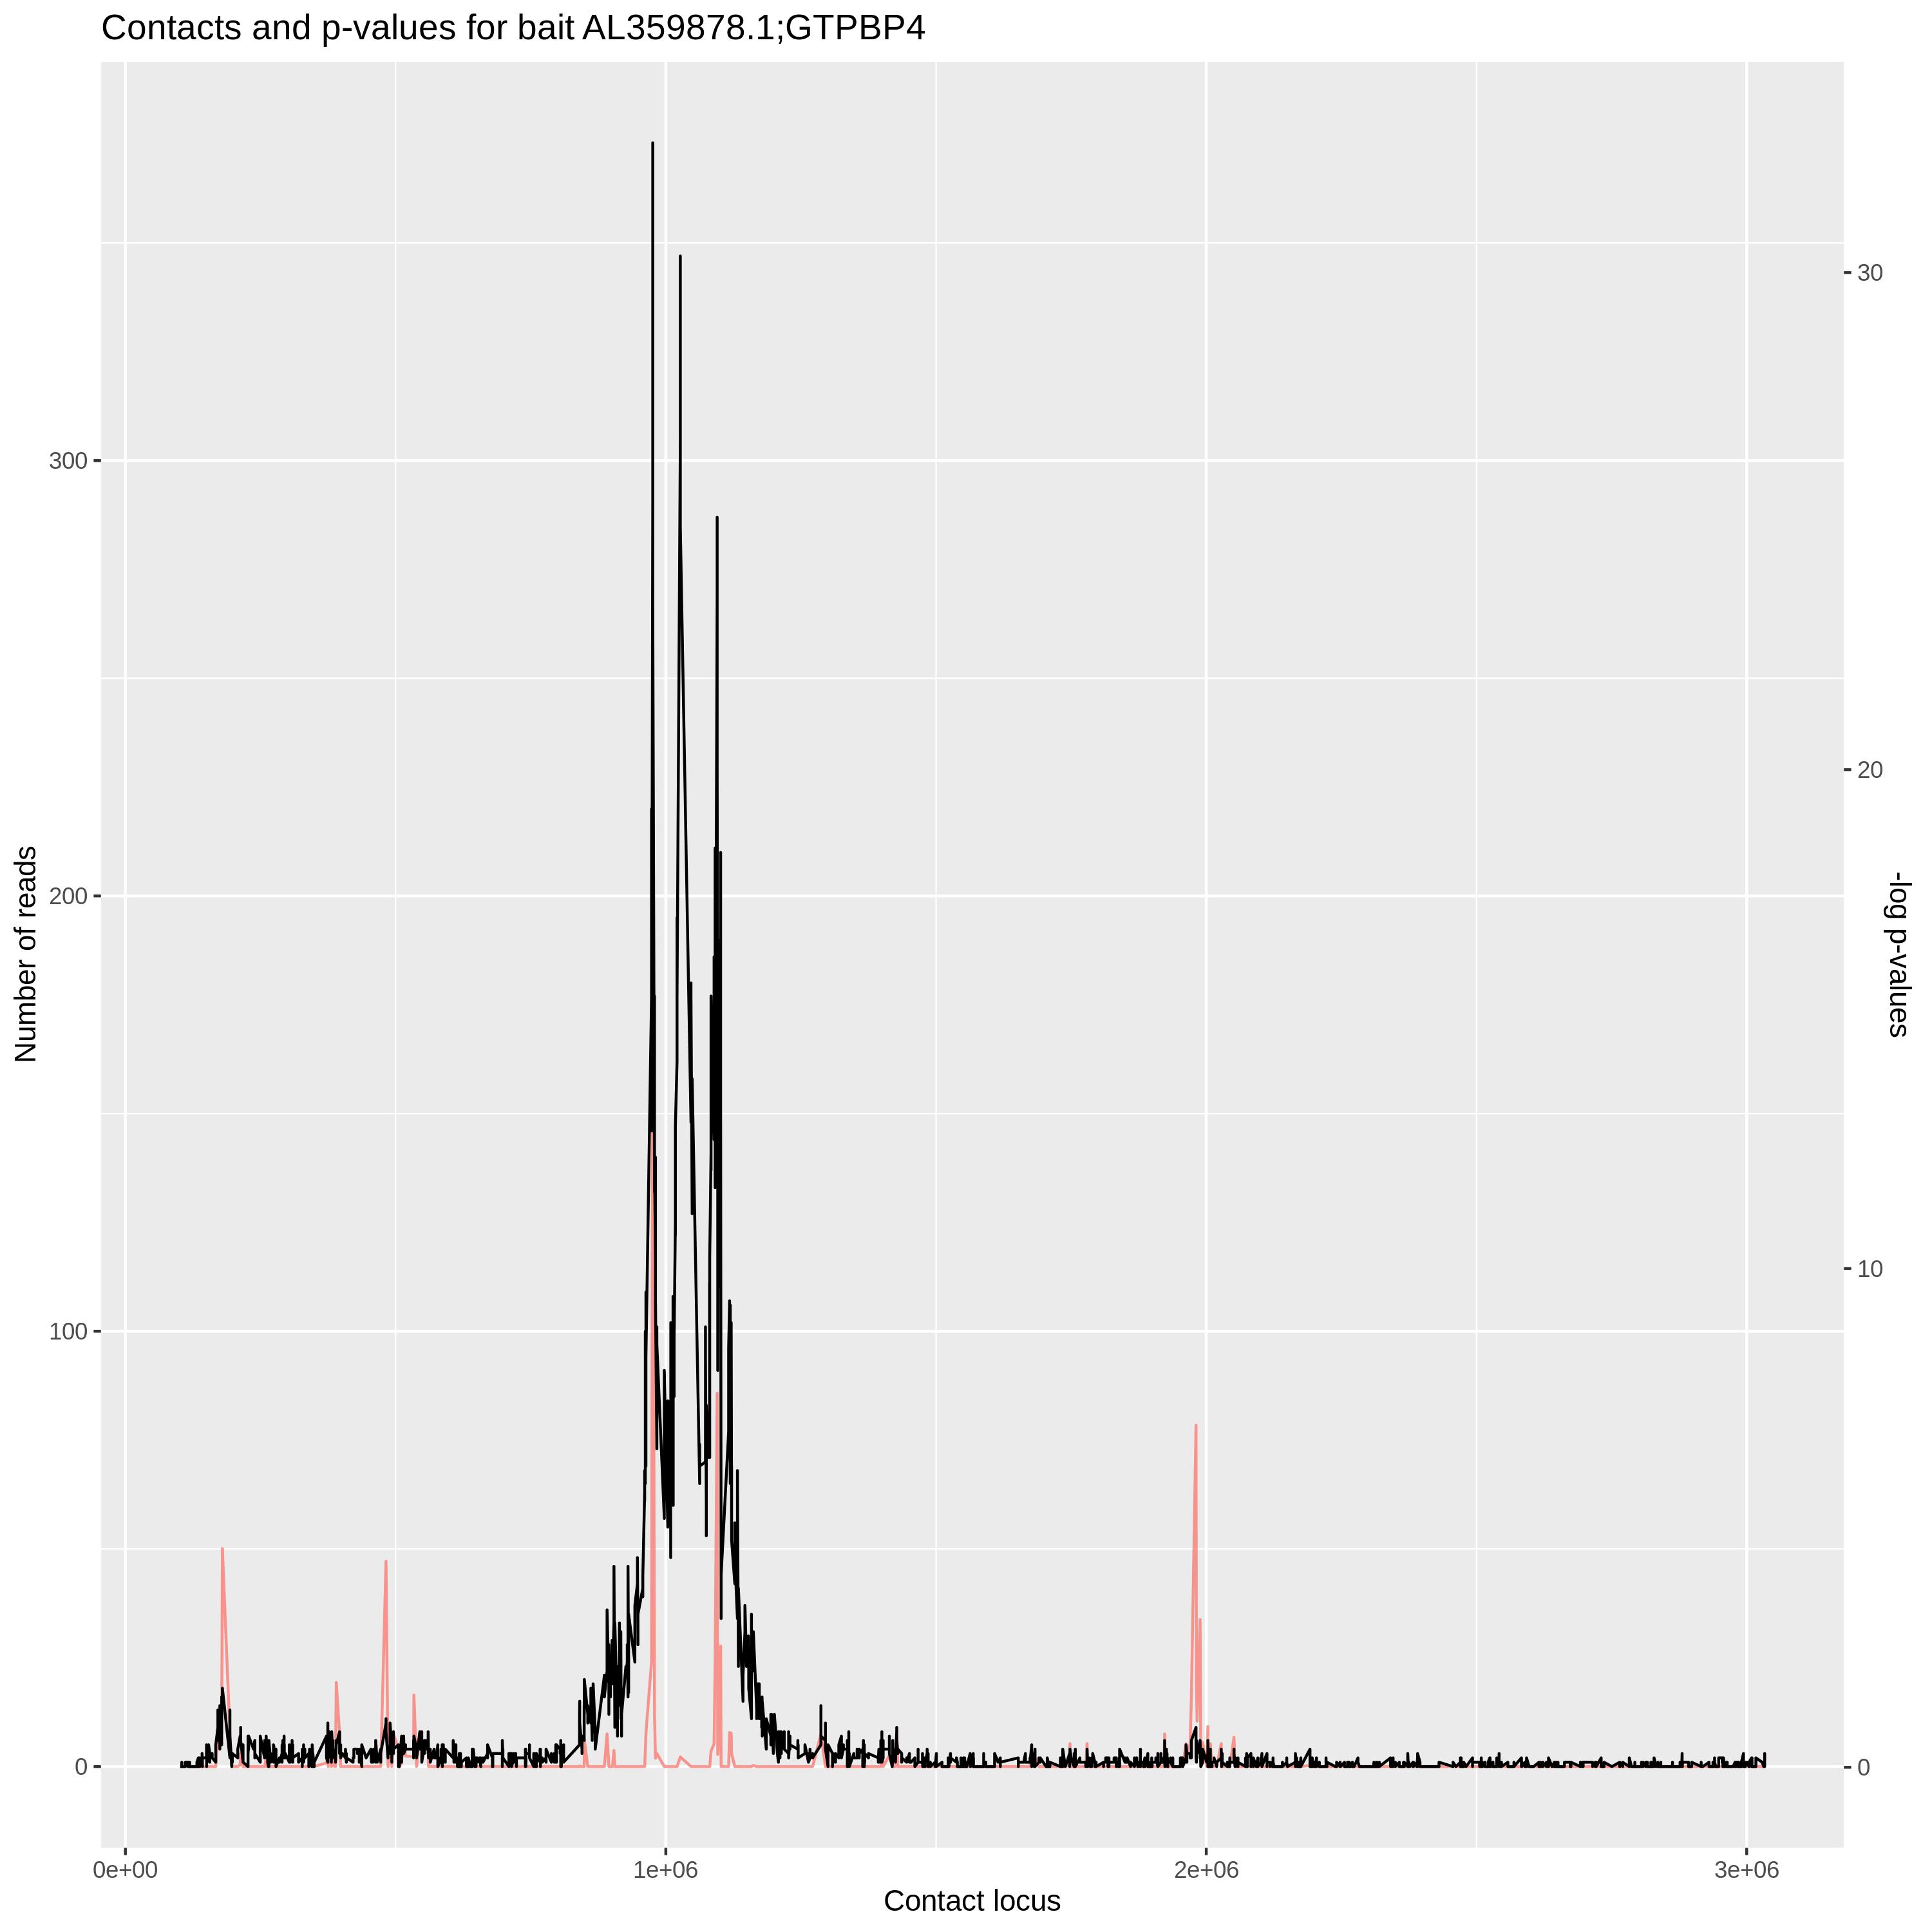 Contacts and p-values for bait AL359878.1;GTPBP4
300
200
100
0
Number of reads
30
20
10
0
-log p-values
0e+00
1e+06
2e+06
3e+06
Contact locus